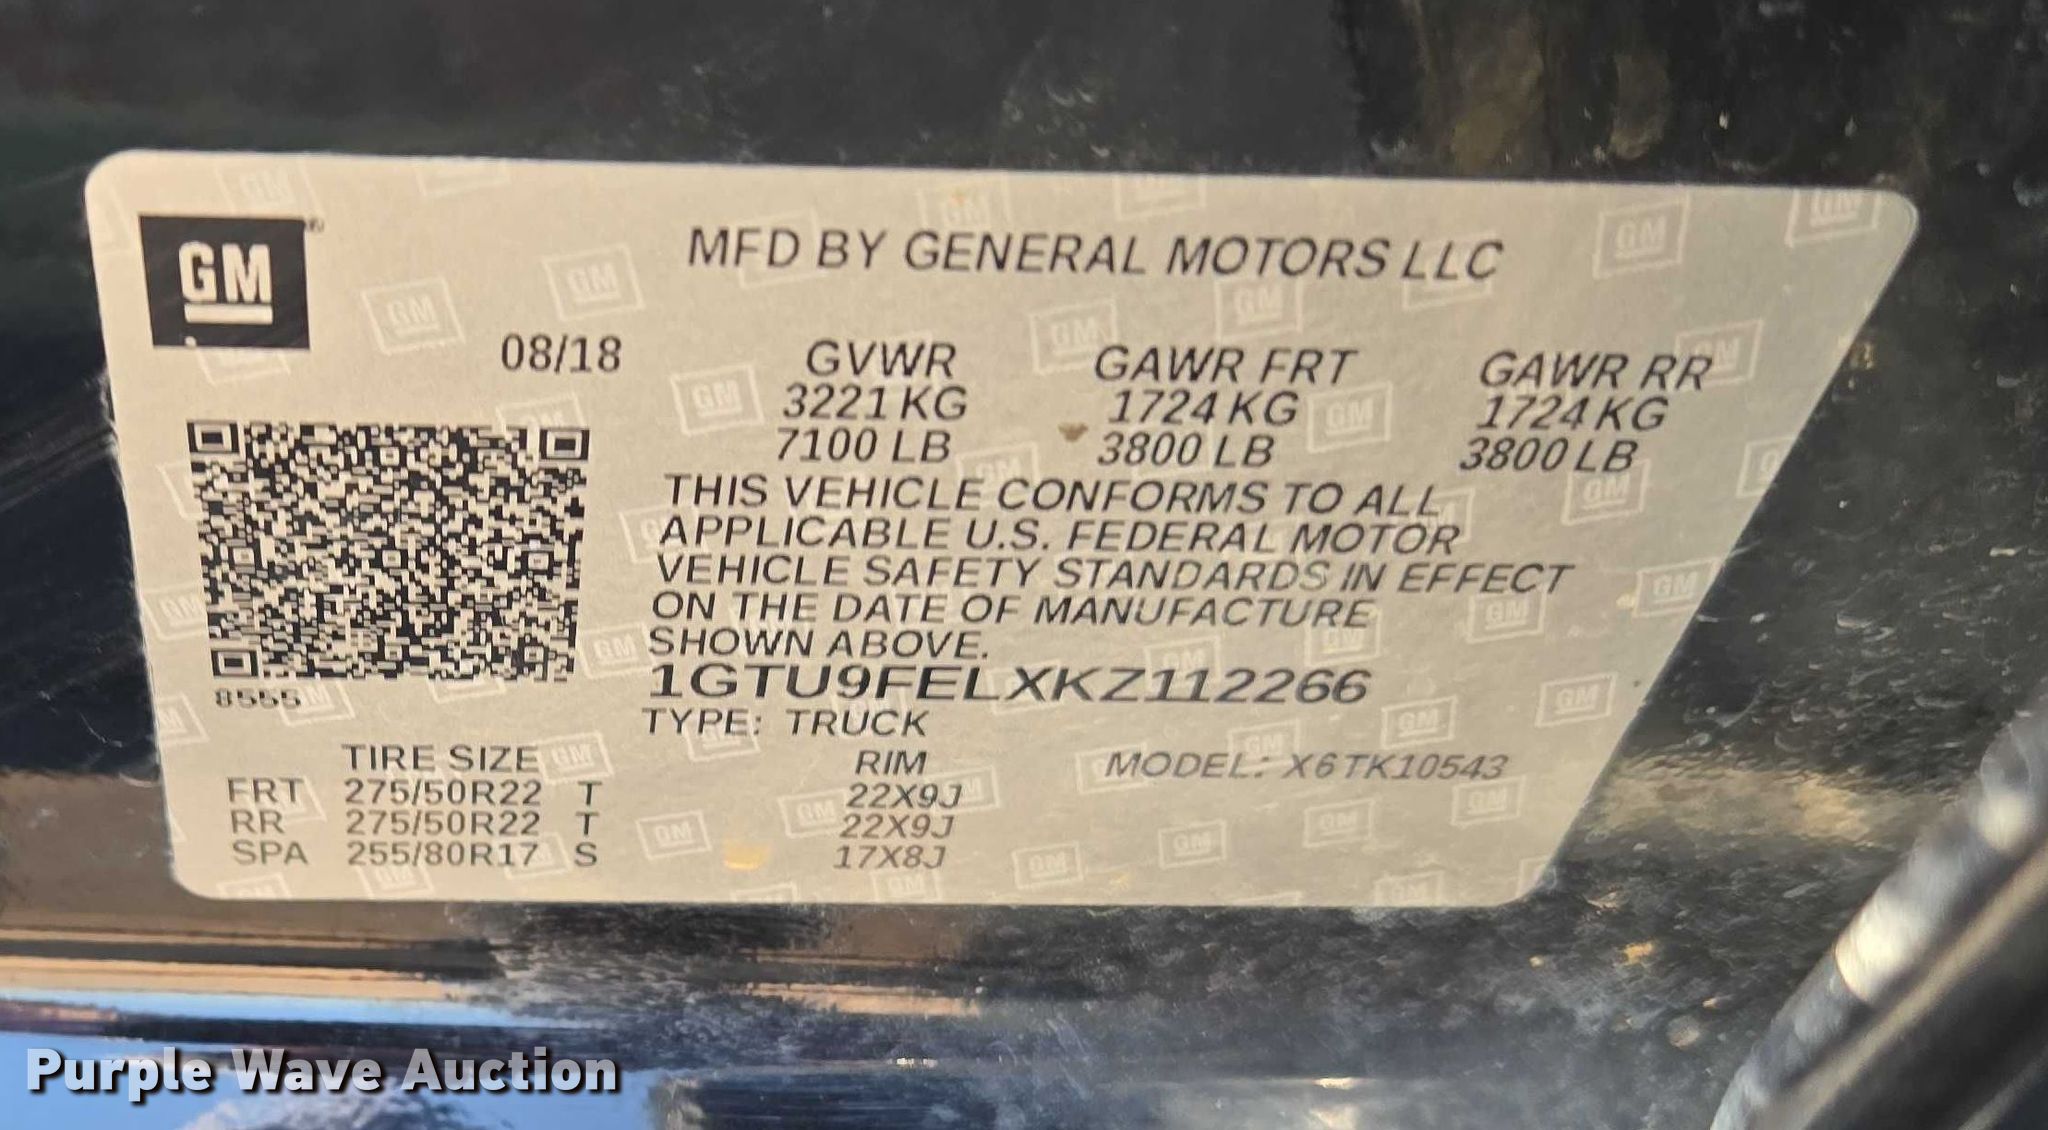 GM
MFD BY GENERAL MOTORS LLC
08/18 GVWR GAWR FRT GAWR RR
3221 KG 1724 KG 1724 KG
7100 LB 3800 LB 3800 LB
THIS VEHICLE CONFORMS TO ALL
APPLICABLE U.S. FEDERAL MOTOR
VEHICLE SAFETY STANDARDS IN EFFECT
ON THE DATE OF MANUFACTURE
SHOWN ABOVE.
8555
1GTU9FELXKZ112266
TYPE: TRUCK
TIRE SIZE RIM MODEL: X6TK10543
FRT 275/50R22 T 22X9J
RR 275/50R22 T 22X9J
SPA 255/80R17 S 17X8J
Purple Wave Auction